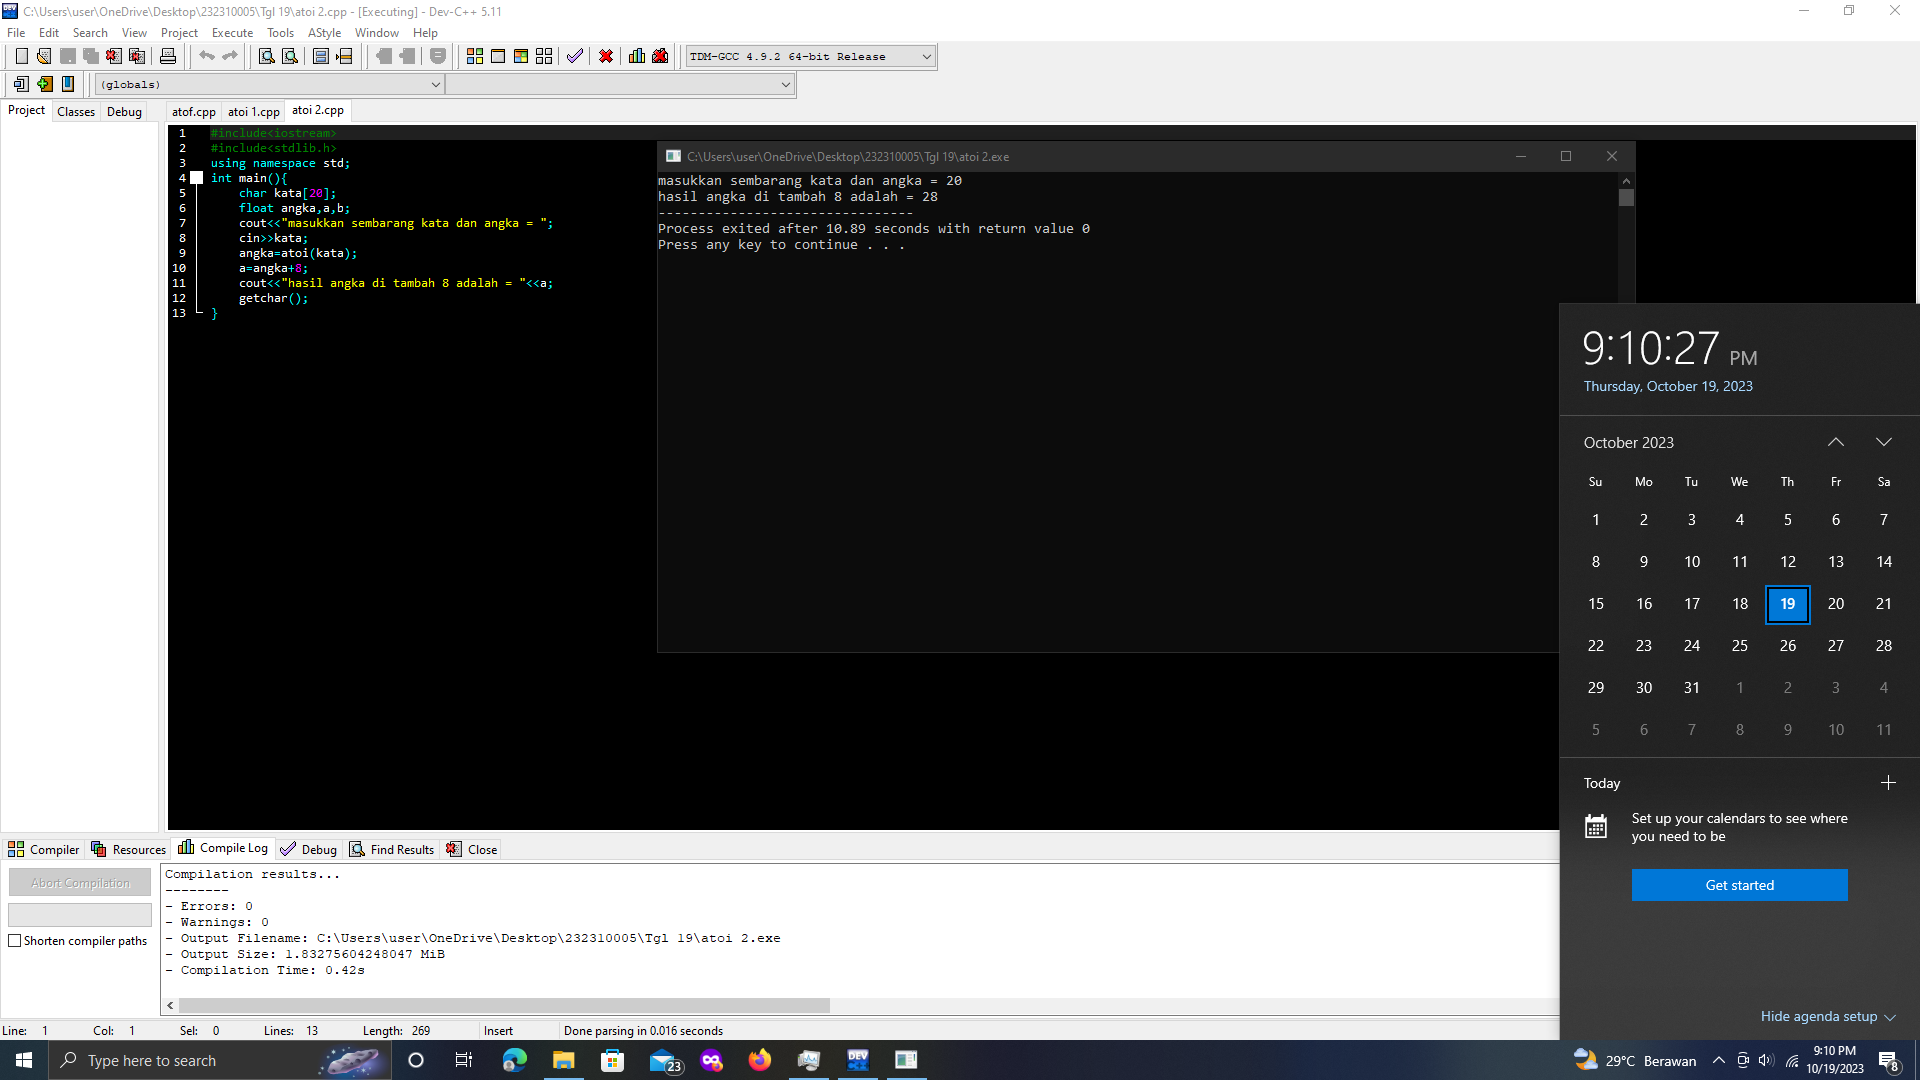 C:\Users\user\OneDrive\Desktop\232310005\Tgl 19\atoi 2.cpp - [Executing] - Dev-C++ 5.11
File Edit Search View Project Execute Tools AStyle Window Help
TDM-GCC 4.9.2 64-bit Release
(globals)
Project Classes Debug
atof.cpp atoi 1.cpp atoi 2.cpp
1 #include<iostream>
2 #include<stdlib.h>
3 using namespace std;
4 int main(){
5 char kata[20];
6 float angka,a,b;
7 cout<<"masukkan sembarang kata dan angka = ";
8 cin>>kata;
9 angka=atoi(kata);
10 a=angka+8;
11 cout<<"hasil angka di tambah 8 adalah = "<<a;
12 getchar();
13 }
C:\Users\user\OneDrive\Desktop\232310005\Tgl 19\atoi 2.exe
masukkan sembarang kata dan angka = 20
hasil angka di tambah 8 adalah = 28
--------------------------------
Process exited after 10.89 seconds with return value 0
Press any key to continue . . .
9:10:27 PM
Thursday, October 19, 2023
October 2023
Su Mo Tu We Th Fr Sa
1 2 3 4 5 6 7
8 9 10 11 12 13 14
15 16 17 18 19 20 21
22 23 24 25 26 27 28
29 30 31 1 2 3 4
5 6 7 8 9 10 11
Today
Set up your calendars to see where
you need to be
Get started
Hide agenda setup
Compiler Resources Compile Log Debug Find Results Close
Abort Compilation
Shorten compiler paths
Compilation results...
--------
- Errors: 0
- Warnings: 0
- Output Filename: C:\Users\user\OneDrive\Desktop\232310005\Tgl 19\atoi 2.exe
- Output Size: 1.83275604248047 MiB
- Compilation Time: 0.42s
Line: 1 Col: 1 Sel: 0 Lines: 13 Length: 269 Insert Done parsing in 0.016 seconds
Type here to search
23
DEV
29°C Berawan
9:10 PM
10/19/2023
8